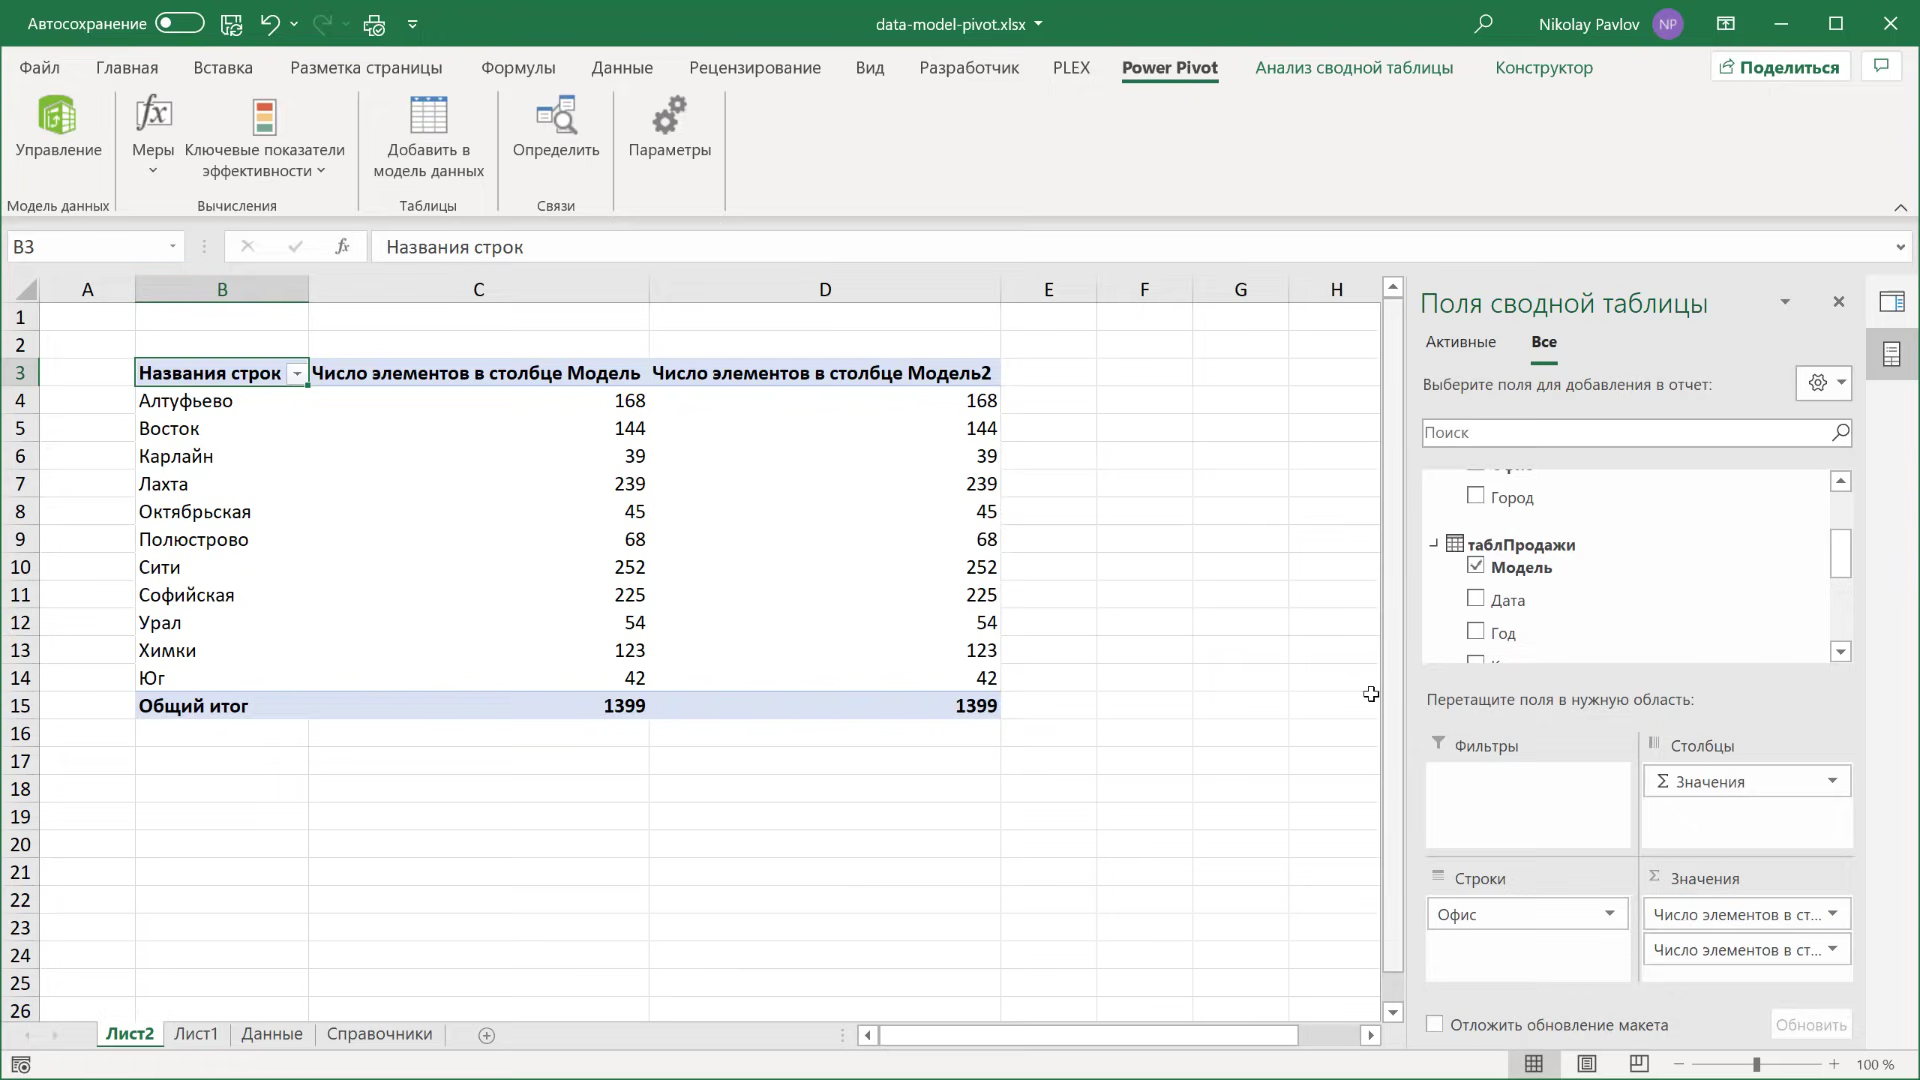 Автосохранение
data-model-pivot.xlsx
Nikolay Pavlov NP
Файл Главная Вставка Разметка страницы Формулы Данные Рецензирование Вид Разработчик PLEX Power Pivot Анализ сводной таблицы Конструктор Поделиться
Управление
Меры
Ключевые показатели
эффективности
Добавить в
модель данных
Определить
Параметры
Модель данных Вычисления Таблицы Связи
B3 fx Названия строк
A B C D E F G H
1
2
3 Названия строк Число элементов в столбце Модель Число элементов в столбце Модель2
4 Алтуфьево 168 168
5 Восток 144 144
6 Карлайн 39 39
7 Лахта 239 239
8 Октябрьская 45 45
9 Полюстрово 68 68
10 Сити 252 252
11 Софийская 225 225
12 Урал 54 54
13 Химки 123 123
14 Юг 42 42
15 Общий итог 1399 1399
16
17
18
19
20
21
22
23
24
25
26
Поля сводной таблицы
Активные Все
Выберите поля для добавления в отчет:
Поиск
Город
таблПродажи
Модель
Дата
Год
Перетащите поля в нужную область:
Фильтры
Столбцы
Σ Значения
Строки
Офис
Σ Значения
Число элементов в ст...
Число элементов в ст...
Отложить обновление макета Обновить
Лист2 Лист1 Данные Справочники
100 %